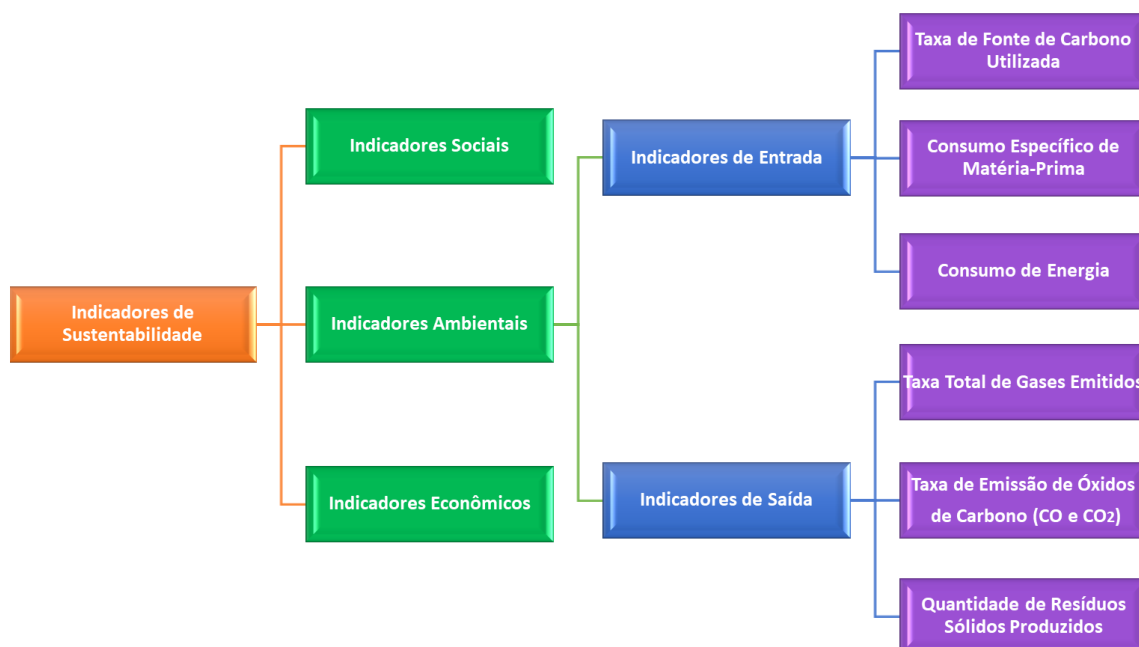 Indicadores de
Sustentabilidade
Indicadores Sociais
Indicadores Ambientais
Indicadores Econômicos
Indicadores de Entrada
Indicadores de Saída
Taxa de Fonte de Carbono
Utilizada
Consumo Específico de
Matéria-Prima
Consumo de Energia
Taxa Total de Gases Emitidos
Taxa de Emissão de Óxidos
de Carbono (CO e CO2)
Quantidade de Resíduos
Sólidos Produzidos